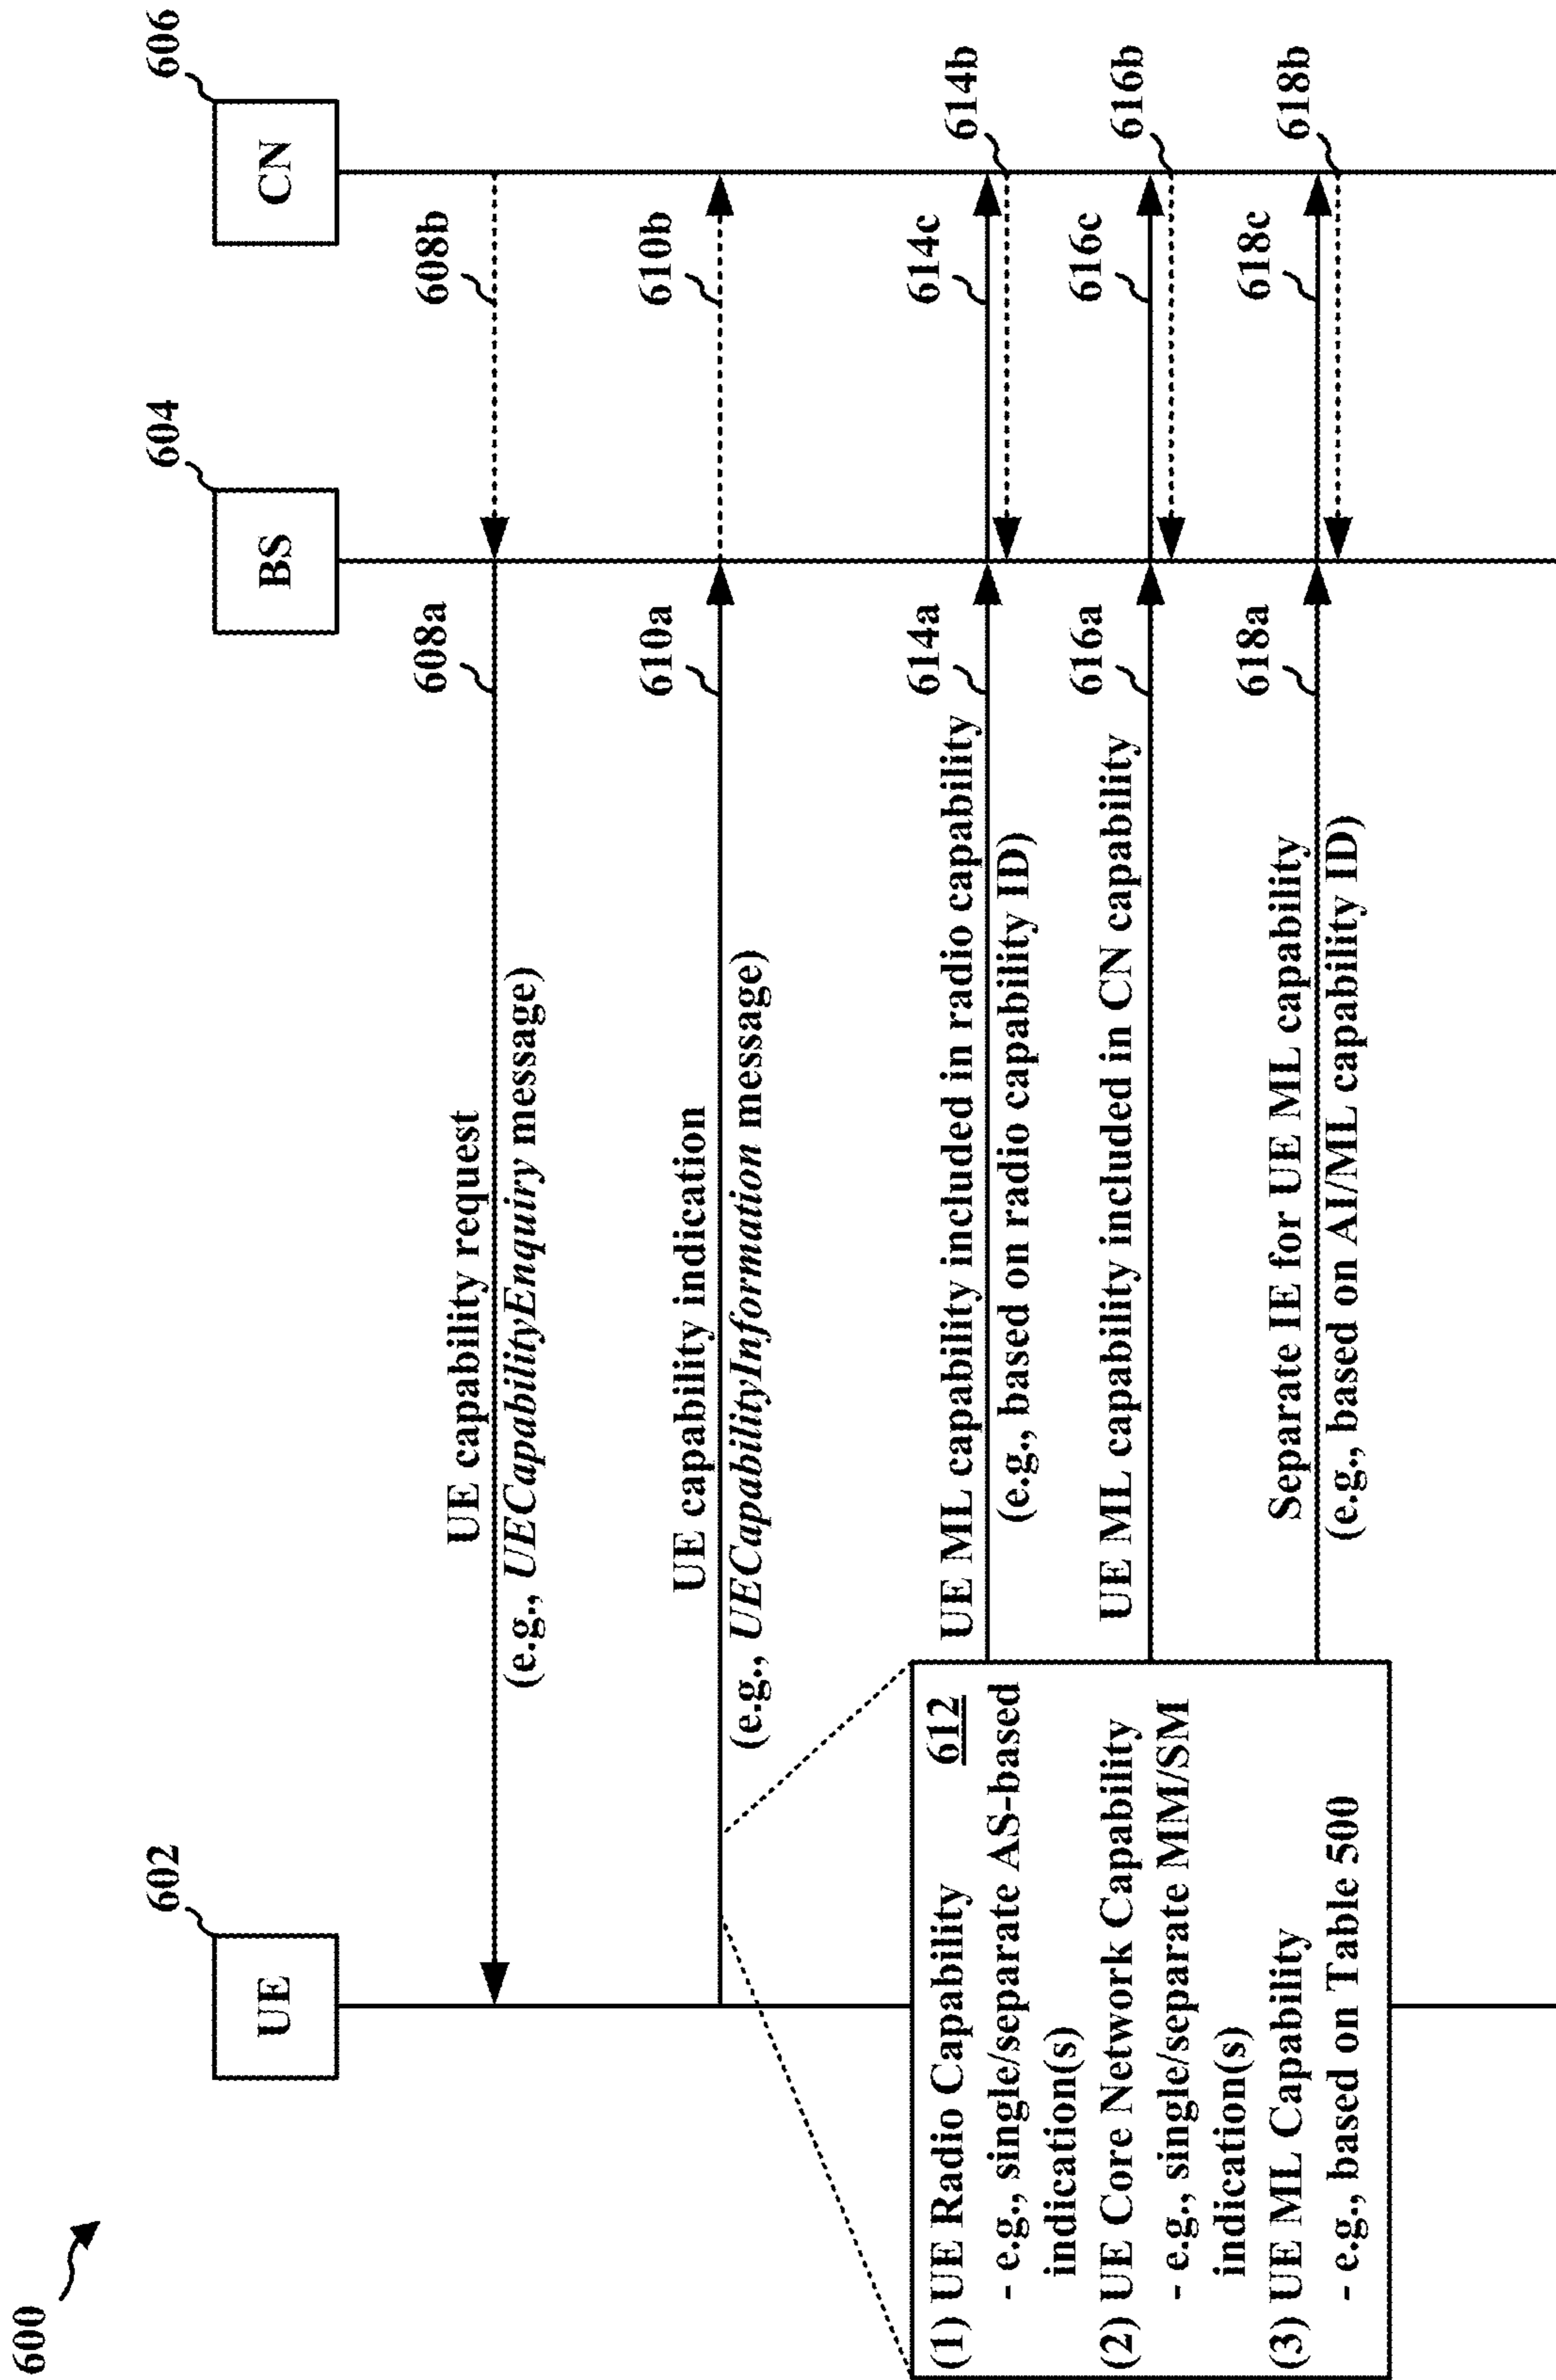 600
602
604
606
UE
BS
CN
UE capability request
608a
608b
(e.g., UECapabilityEnquiry message)
UE capability indication
610a
610b
(e.g., UECapabilityInformation message)
612
(1) UE Radio Capability
- e.g., single/separate AS-based
indication(s)
(2) UE Core Network Capability
- e.g., single/separate MM/SM
indication(s)
(3) UE ML Capability
- e.g., based on Table 500
UE ML capability included in radio capability
614a
614c
614b
(e.g., based on radio capability ID)
UE ML capability included in CN capability
616a
616c
616b
Separate IE for UE ML capability
618a
618c
618b
(e.g., based on AI/ML capability ID)